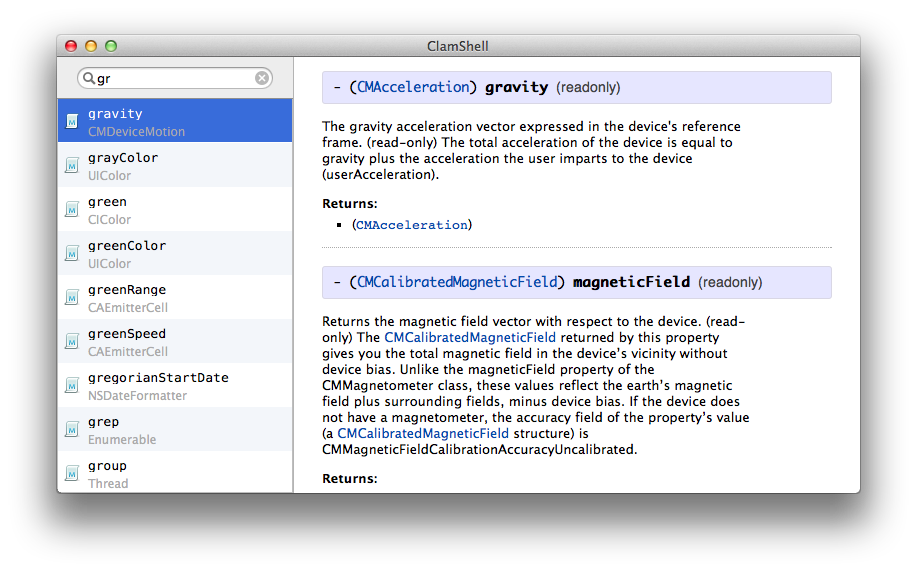 ClamShell
gr
gravity
CMDeviceMotion
grayColor
UIColor
green
CIColor
greenColor
UIColor
greenRange
CAEmitterCell
greenSpeed
CAEmitterCell
gregorianStartDate
NSDateFormatter
grep
Enumerable
group
Thread
- (CMAcceleration) gravity (readonly)
The gravity acceleration vector expressed in the device's reference
frame. (read-only) The total acceleration of the device is equal to
gravity plus the acceleration the user imparts to the device
(userAcceleration).
Returns:
▪ (CMAcceleration)
- (CMCalibratedMagneticField) magneticField (readonly)
Returns the magnetic field vector with respect to the device. (read-
only) The CMCalibratedMagneticField returned by this property
gives you the total magnetic field in the device’s vicinity without
device bias. Unlike the magneticField property of the
CMMagnetometer class, these values reflect the earth’s magnetic
field plus surrounding fields, minus device bias. If the device does
not have a magnetometer, the accuracy field of the property’s value
(a CMCalibratedMagneticField structure) is
CMMagneticFieldCalibrationAccuracyUncalibrated.
Returns: